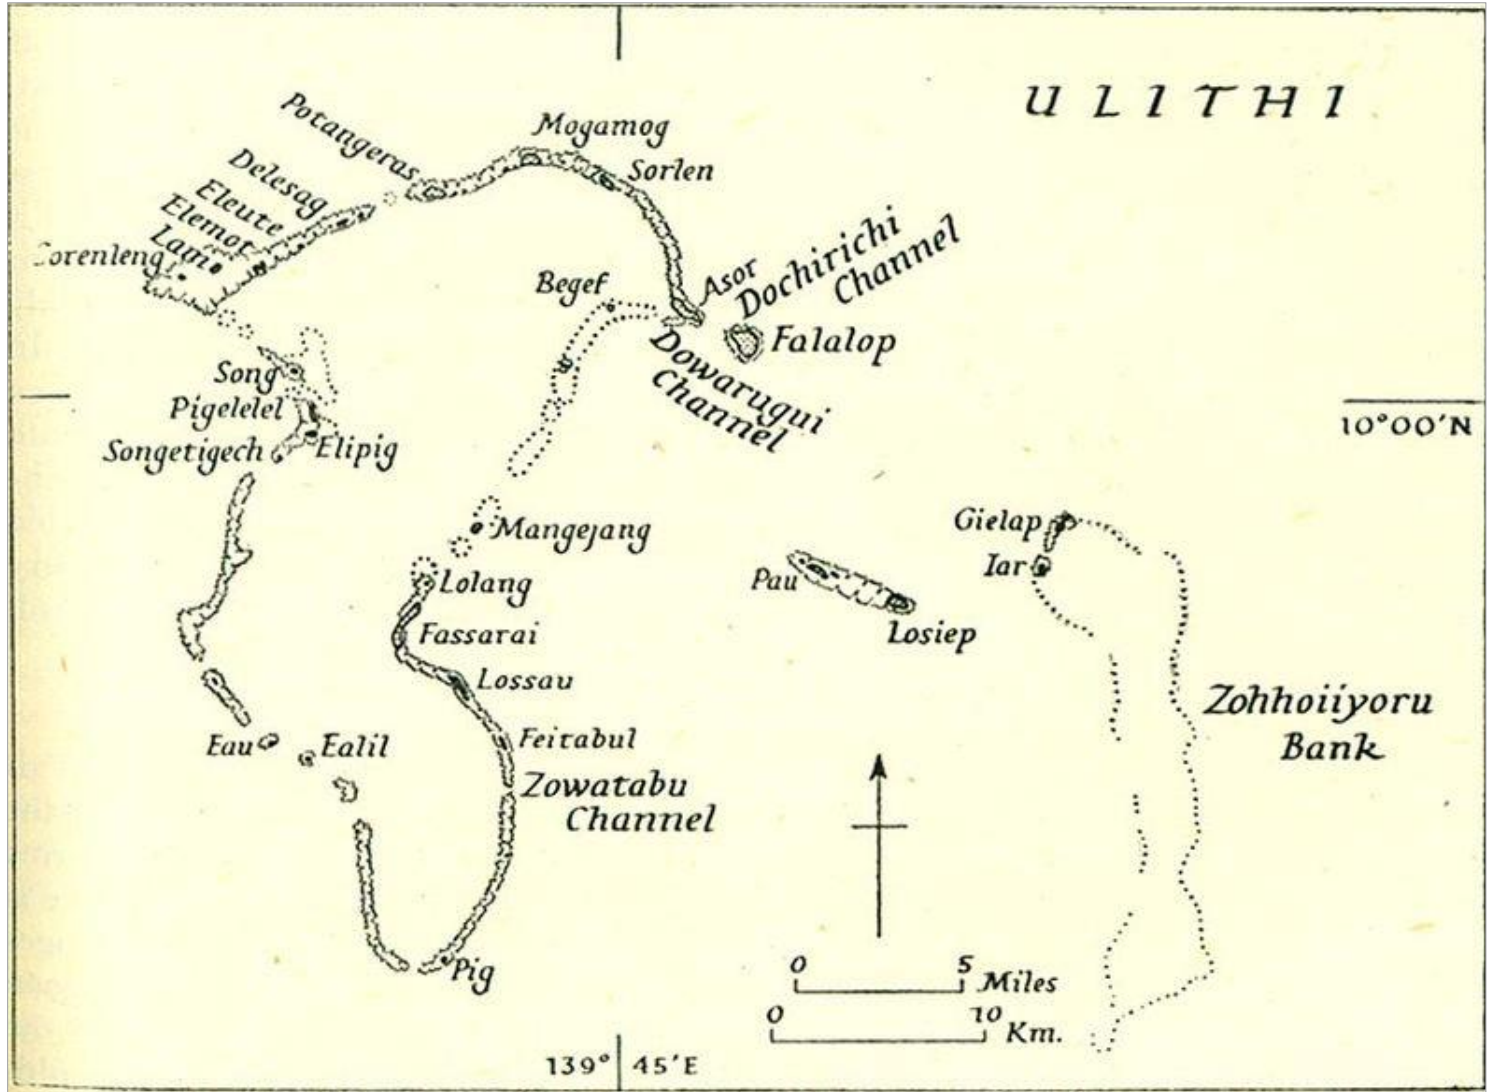 ULITHI
Potangeras
Mogamog
Sorlen
Delesag
Eleute
Elemot
Lam
orenleng
Begef
Asor
Dochirichi
Channel
Falalop
Dowarugui
Channel
Song
Pigelelel
Songetigech
Elipig
10°00'N
Mangejang
Lolang
Gielap
Iar
Pau
Losiep
Fassarai
Lossau
Zohhoiiyoru
Bank
Eau
Ealil
Feitabul
Zowatabu
Channel
Pig
0 5 Miles
0 10 Km.
139° 45'E